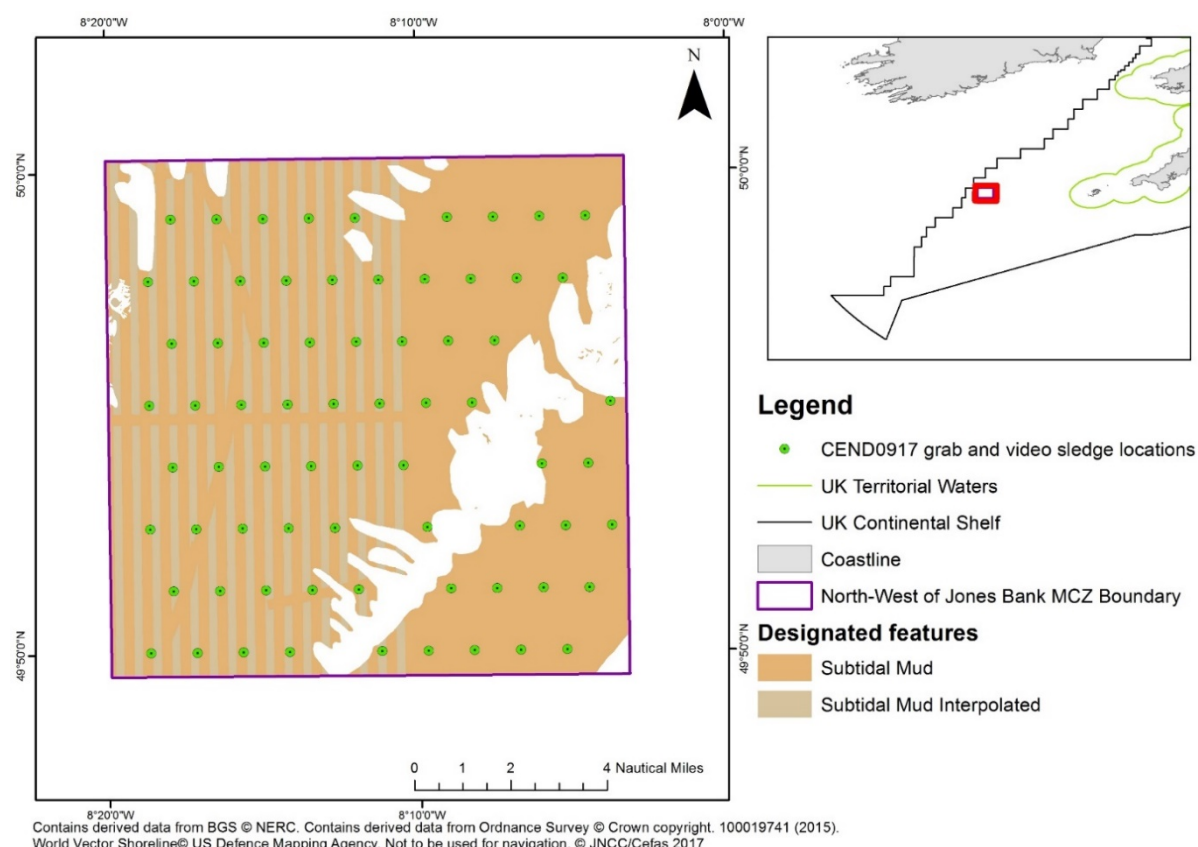 8°20'0"W
8°10'0"W
8°0'0"W
N
50°0'0"N
50°0'0"N
49°50'0"N
49°50'0"N
0 1 2 4 Nautical Miles
8°20'0"W
8°10'0"W
Legend
CEND0917 grab and video sledge locations
UK Territorial Waters
UK Continental Shelf
Coastline
North-West of Jones Bank MCZ Boundary
Designated features
Subtidal Mud
Subtidal Mud Interpolated
Contains derived data from BGS © NERC. Contains derived data from Ordnance Survey © Crown copyright. 100019741 (2015).
World Vector Shoreline© US Defence Mapping Agency. Not to be used for navigation. © JNCC/Cefas 2017